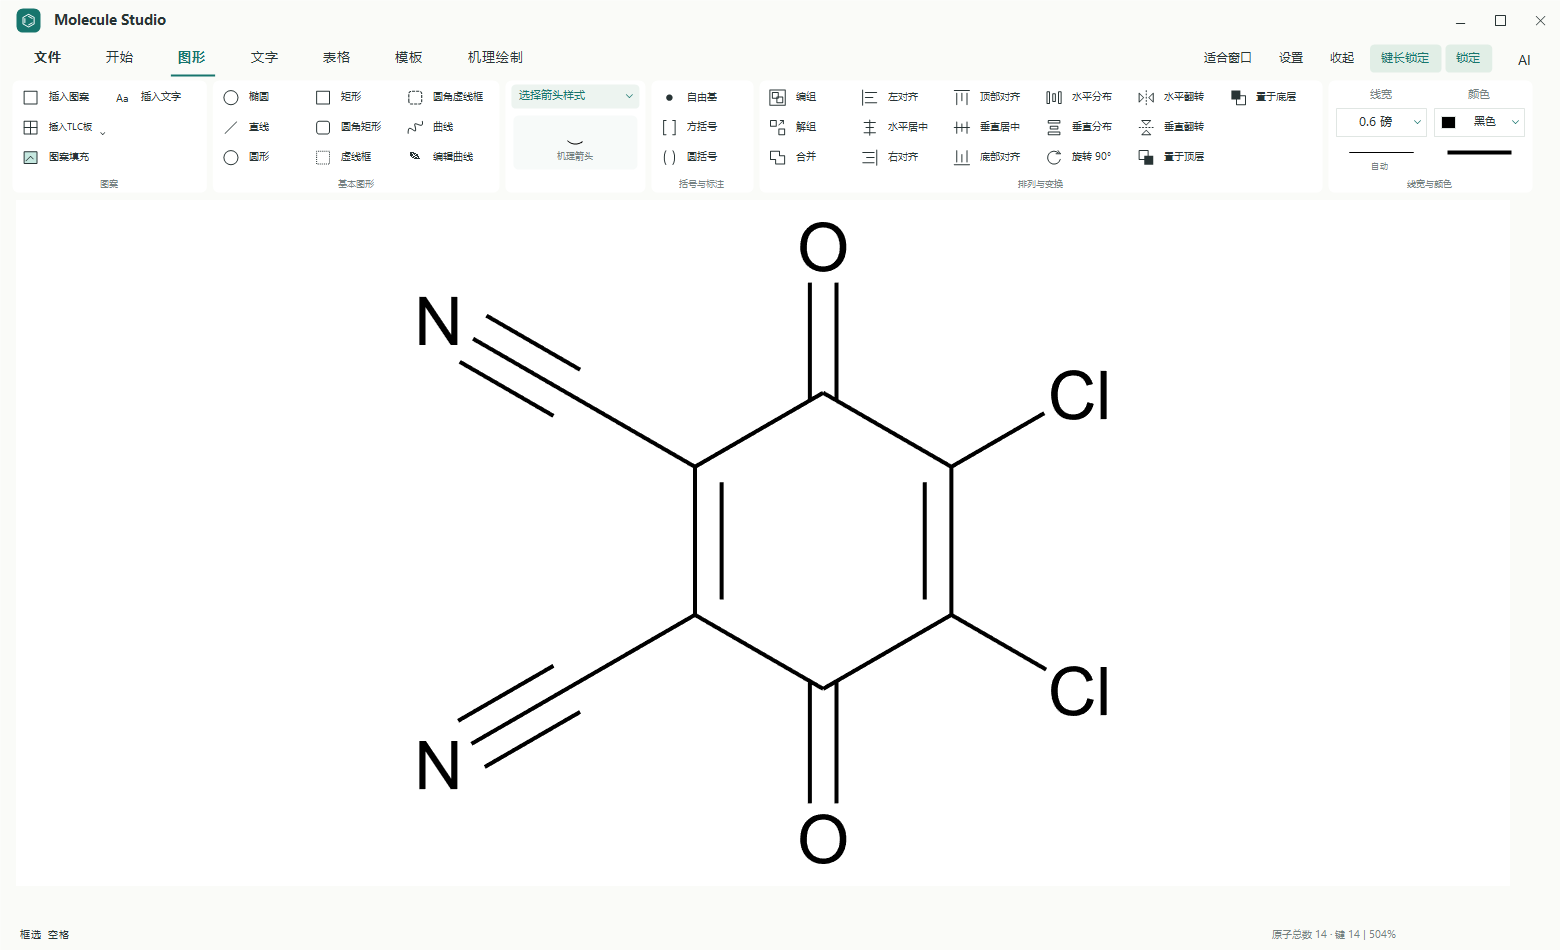 Molecule Studio
文件 开始 图形 文字 表格 模板 机理绘制 适合窗口 设置 收起 键长锁定 锁定 AI
插入图案 Aa 插入文字
插入TLC板
图案填充
图案
椭圆 矩形 圆角虚线框
直线 圆角矩形 曲线
圆形 虚线框 编辑曲线
基本图形
选择箭头样式
机理箭头
自由基
[ ] 方括号
( ) 圆括号
括号与标注
编组 左对齐 顶部对齐 水平分布 水平翻转 置于底层
解组 水平居中 垂直居中 垂直分布 垂直翻转
合并 右对齐 底部对齐 旋转 90° 置于顶层
排列与变换
线宽 颜色
0.6 磅 黑色
自动
线宽与颜色
O
N
Cl
Cl
N
O
框选 空格
原子总数 14 · 键 14 | 504%